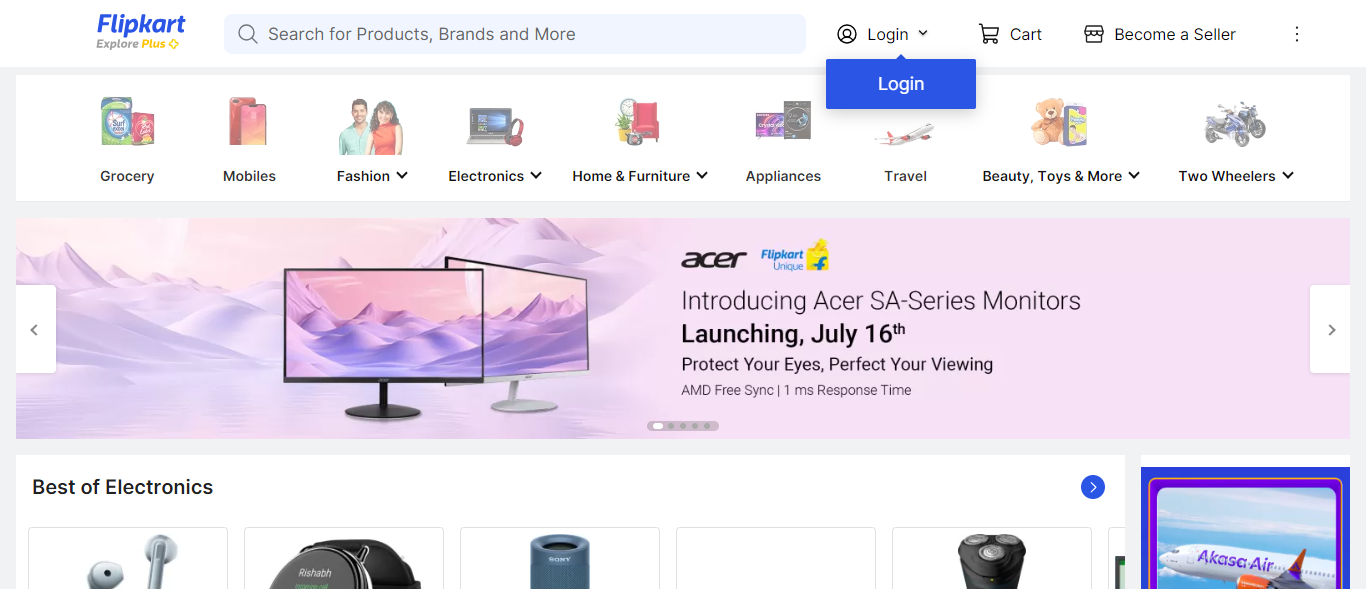 Flipkart
Explore Plus
Search for Products, Brands and More
Login
Cart
Become a Seller
Login
Grocery
Mobiles
Fashion
Electronics
Home & Furniture
Appliances
Travel
Beauty, Toys & More
Two Wheelers
acer
Flipkart
Unique
Introducing Acer SA-Series Monitors
Launching, July 16th
Protect Your Eyes, Perfect Your Viewing
AMD Free Sync | 1 ms Response Time
Best of Electronics
SONY
Rishabh
Akasa Air